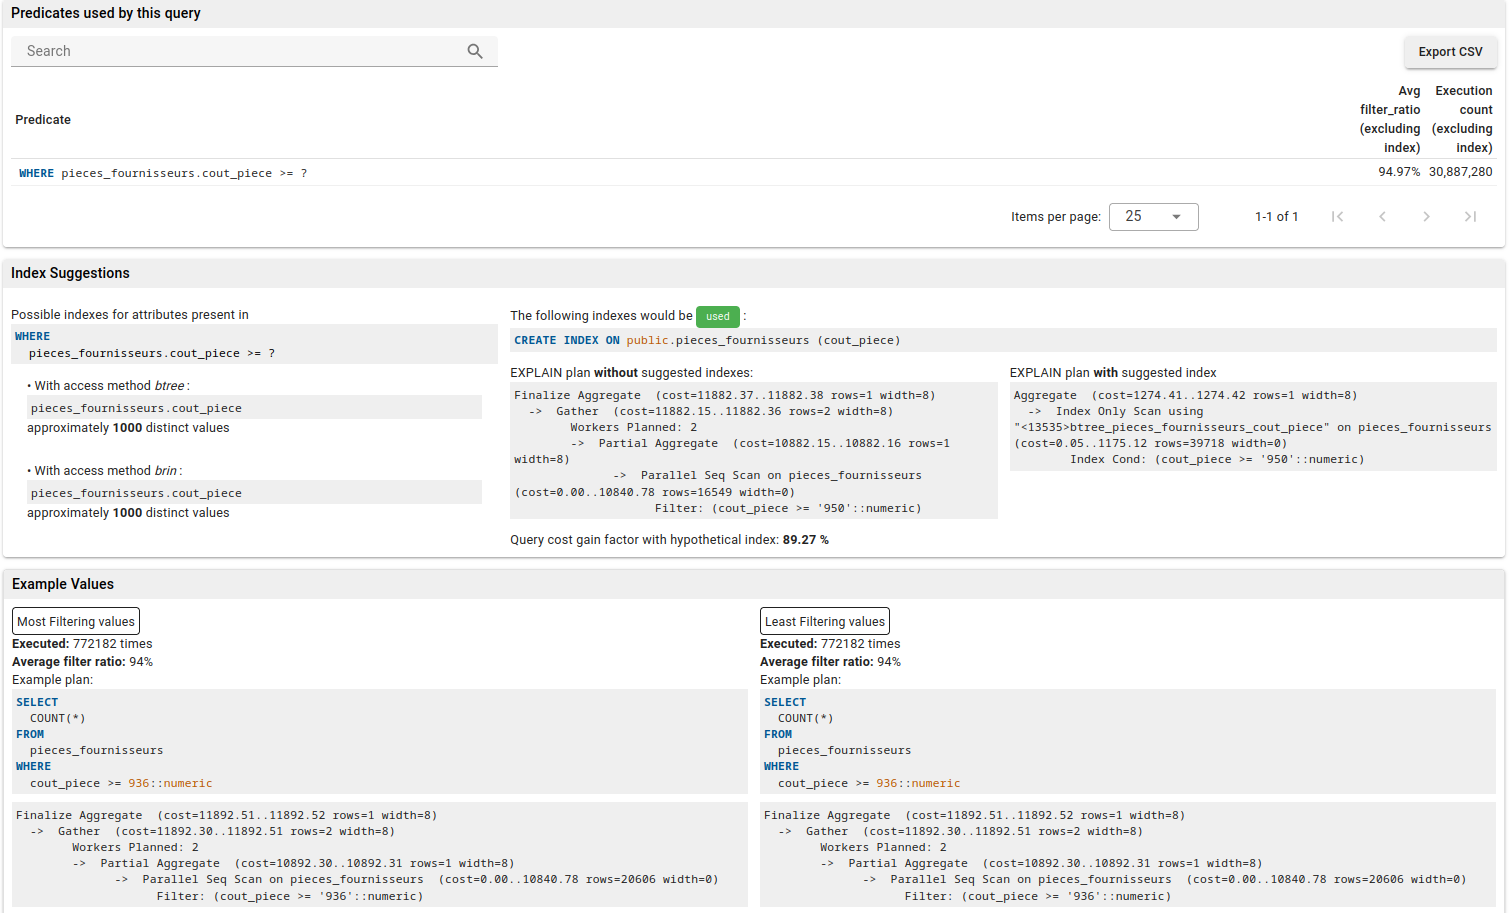 Predicates used by this query
Search
Export CSV
Predicate
Avg filter_ratio (excluding index)
Execution count (excluding index)
WHERE pieces_fournisseurs.cout_piece >= ?
94.97%
30,887,280
Items per page: 25
1-1 of 1
Index Suggestions
Possible indexes for attributes present in
WHERE
pieces_fournisseurs.cout_piece >= ?
• With access method btree :
pieces_fournisseurs.cout_piece
approximately 1000 distinct values
• With access method brin :
pieces_fournisseurs.cout_piece
approximately 1000 distinct values
The following indexes would be used :
CREATE INDEX ON public.pieces_fournisseurs (cout_piece)
EXPLAIN plan without suggested indexes:
Finalize Aggregate  (cost=11882.37..11882.38 rows=1 width=8)
  ->  Gather  (cost=11882.15..11882.36 rows=2 width=8)
        Workers Planned: 2
        ->  Partial Aggregate  (cost=10882.15..10882.16 rows=1
width=8)
              ->  Parallel Seq Scan on pieces_fournisseurs
(cost=0.00..10840.78 rows=16549 width=0)
                    Filter: (cout_piece >= '950'::numeric)
EXPLAIN plan with suggested index
Aggregate  (cost=1274.41..1274.42 rows=1 width=8)
  ->  Index Only Scan using
"<13535>btree_pieces_fournisseurs_cout_piece" on pieces_fournisseurs
(cost=0.05..1175.12 rows=39718 width=0)
        Index Cond: (cout_piece >= '950'::numeric)
Query cost gain factor with hypothetical index: 89.27 %
Example Values
Most Filtering values
Executed: 772182 times
Average filter ratio: 94%
Example plan:
SELECT
  COUNT(*)
FROM
  pieces_fournisseurs
WHERE
  cout_piece >= 936::numeric
Finalize Aggregate  (cost=11892.51..11892.52 rows=1 width=8)
  ->  Gather  (cost=11892.30..11892.51 rows=2 width=8)
        Workers Planned: 2
        ->  Partial Aggregate  (cost=10892.30..10892.31 rows=1 width=8)
              ->  Parallel Seq Scan on pieces_fournisseurs  (cost=0.00..10840.78 rows=20606 width=0)
                    Filter: (cout_piece >= '936'::numeric)
Least Filtering values
Executed: 772182 times
Average filter ratio: 94%
Example plan:
SELECT
  COUNT(*)
FROM
  pieces_fournisseurs
WHERE
  cout_piece >= 936::numeric
Finalize Aggregate  (cost=11892.51..11892.52 rows=1 width=8)
  ->  Gather  (cost=11892.30..11892.51 rows=2 width=8)
        Workers Planned: 2
        ->  Partial Aggregate  (cost=10892.30..10892.31 rows=1 width=8)
              ->  Parallel Seq Scan on pieces_fournisseurs  (cost=0.00..10840.78 rows=20606 width=0)
                    Filter: (cout_piece >= '936'::numeric)